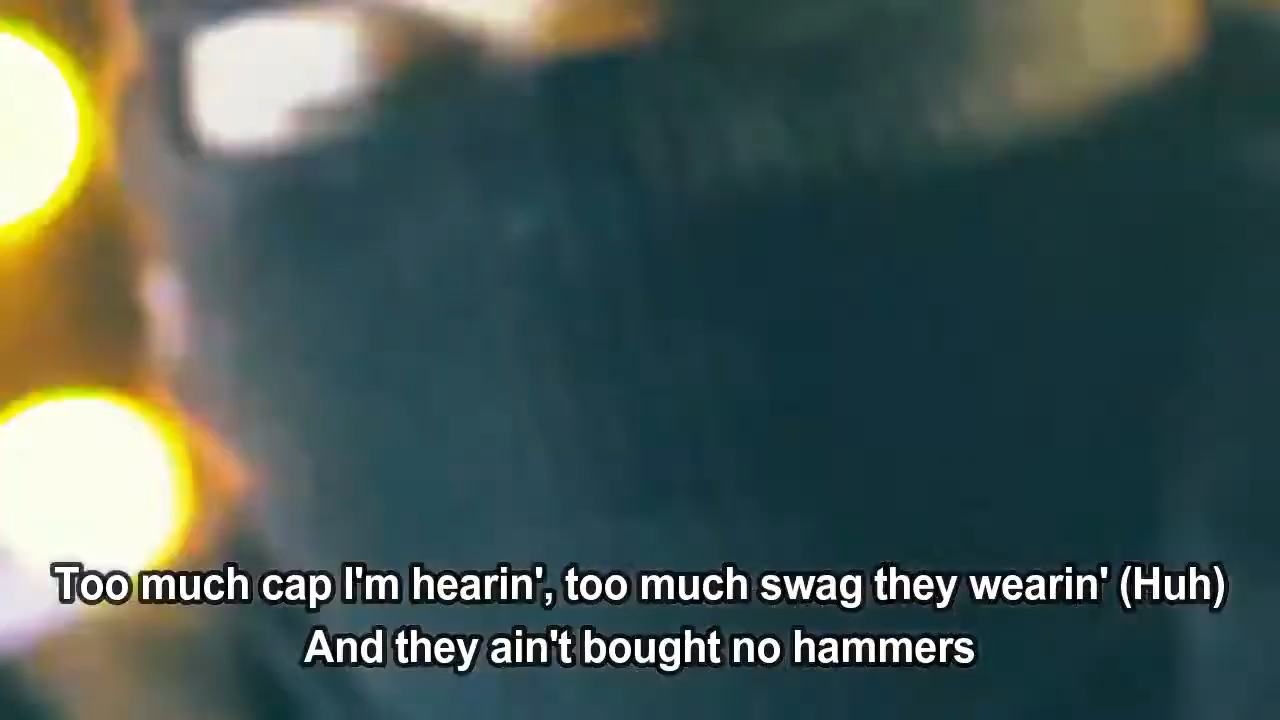 Too much cap I'm hearin', too much swag they wearin' (Huh)
And they ain't bought no hammers